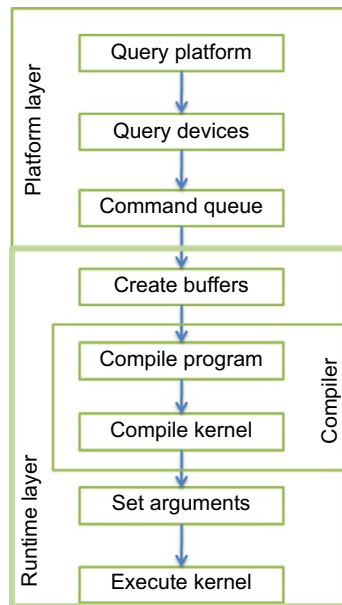 Platform layer
Query platform
Query devices
Command queue
Runtime layer
Create buffers
Compiler
Compile program
Compile kernel
Set arguments
Execute kernel